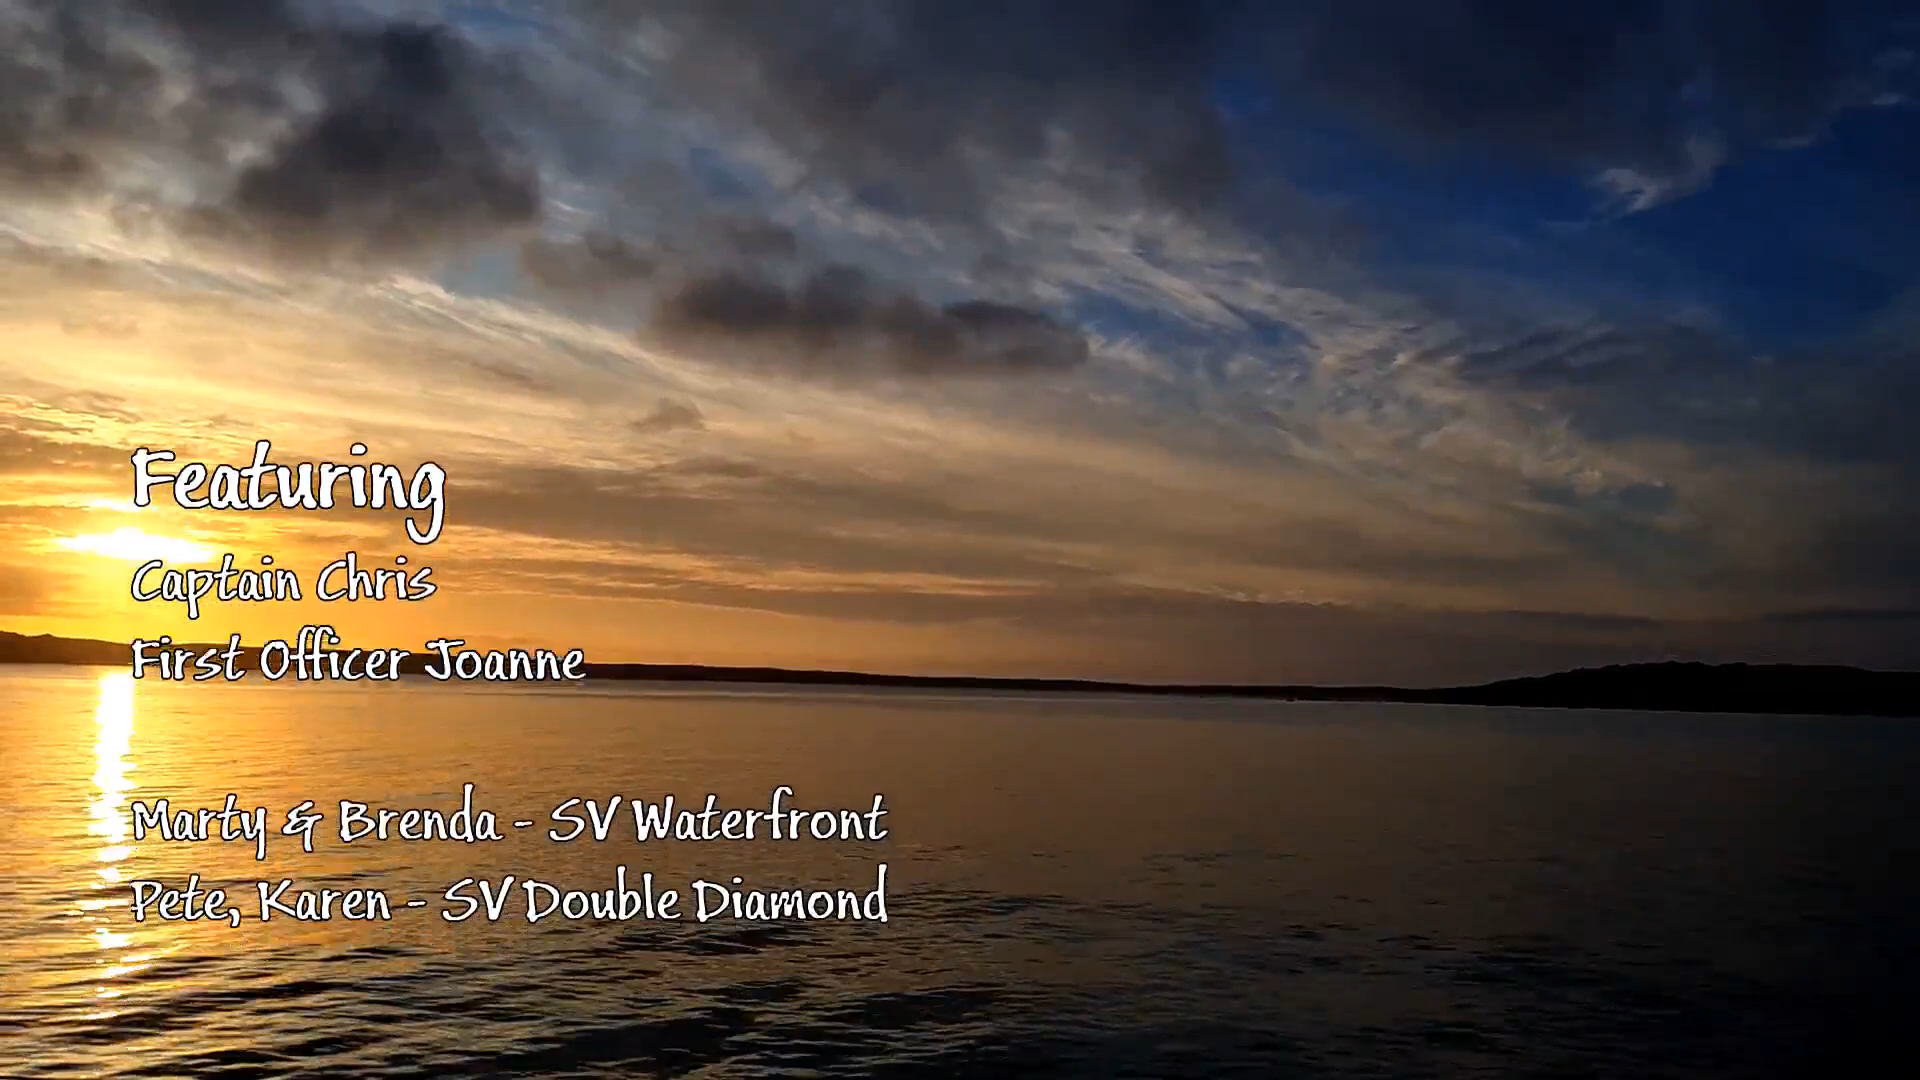 Featuring
Captain Chris
First Officer Joanne
Marty & Brenda - SV Waterfront
Pete, Karen - SV Double Diamond